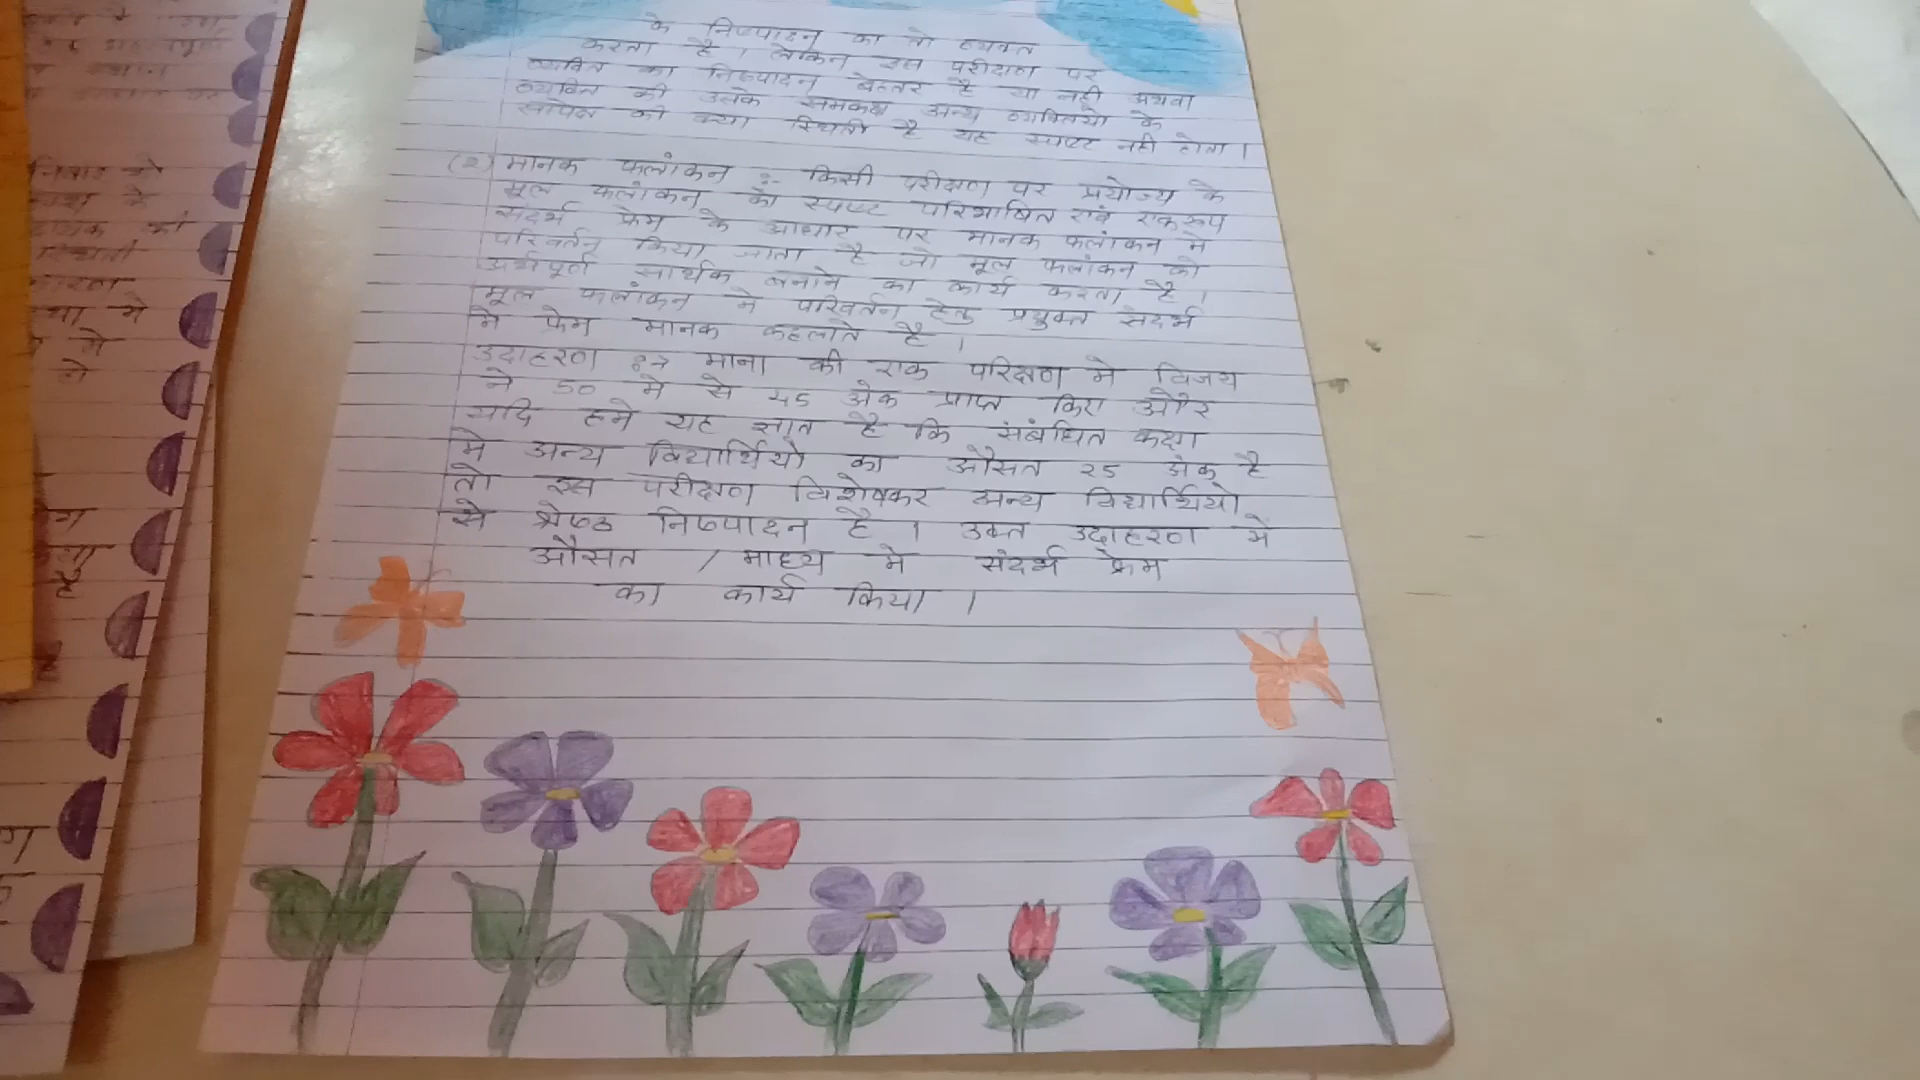 के निष्पादन का तो व्यक्त
करता है । लेकिन इस परीक्षण पर
व्यक्ति का निष्पादन बेहतर है या नही अथवा
व्यक्ति की उसके समकक्ष अन्य व्यक्तियो के
सापेक्ष की क्या स्थिती है यह स्पष्ट नही होता ।
(2) मानक फलांकन :- किसी परीक्षण पर प्रयोज्य के
मूल फलांकन को स्पष्ट परिभाषित एवं एकरूप
संदर्भ फ्रेम के आधार पर मानक फलांकन मे
परिवर्तन किया जाता है जो मूल फलांकन को
अर्थपूर्ण सार्थक बनाने का कार्य करता है ।
मूल फलांकन मे परिवर्तन हेतु प्रयुक्त संदर्भ
मे फ्रेम मानक कहलाते है ।
उदाहरण :→ माना की एक परिक्षण मे विजय
ने 50 मे से 45 अंक प्राप्त किए और
यदि हमे यह ज्ञात है कि संबंधित कक्षा
मे अन्य विद्यार्थियो का औसत 25 अंक है
तो इस परीक्षण विशेषकर अन्य विद्यार्थियो
से श्रेष्ठ निष्पादन है । उक्त उदाहरण मे
औसत / माध्य मे संदर्भ फ्रेम
का कार्य किया ।